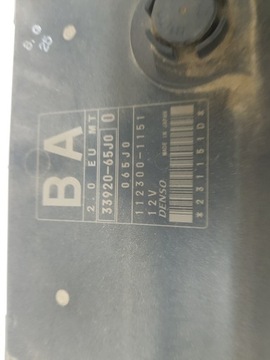 BA
2.0 EU MT
33920-65J0 0
065J0
112300-1151
12V
DENSO MADE IN JAPAN